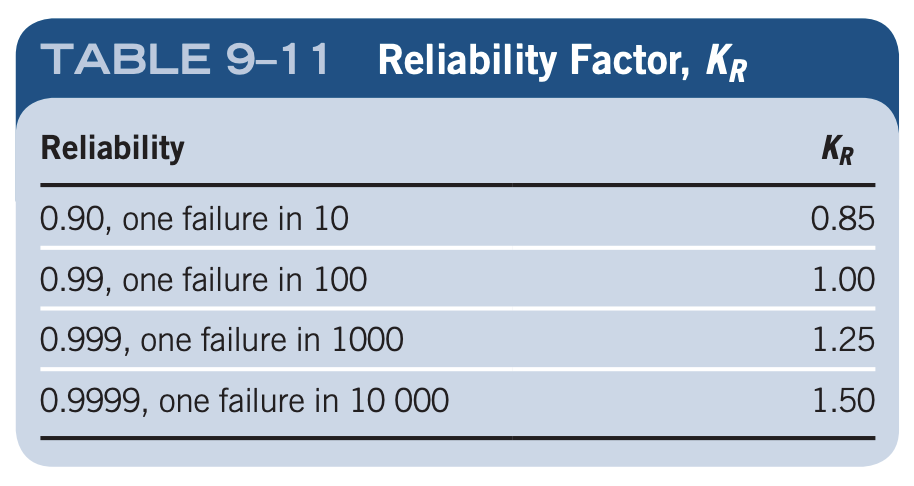 TABLE 9–11 Reliability Factor, KR
Reliability KR
0.90, one failure in 10 0.85
0.99, one failure in 100 1.00
0.999, one failure in 1000 1.25
0.9999, one failure in 10 000 1.50